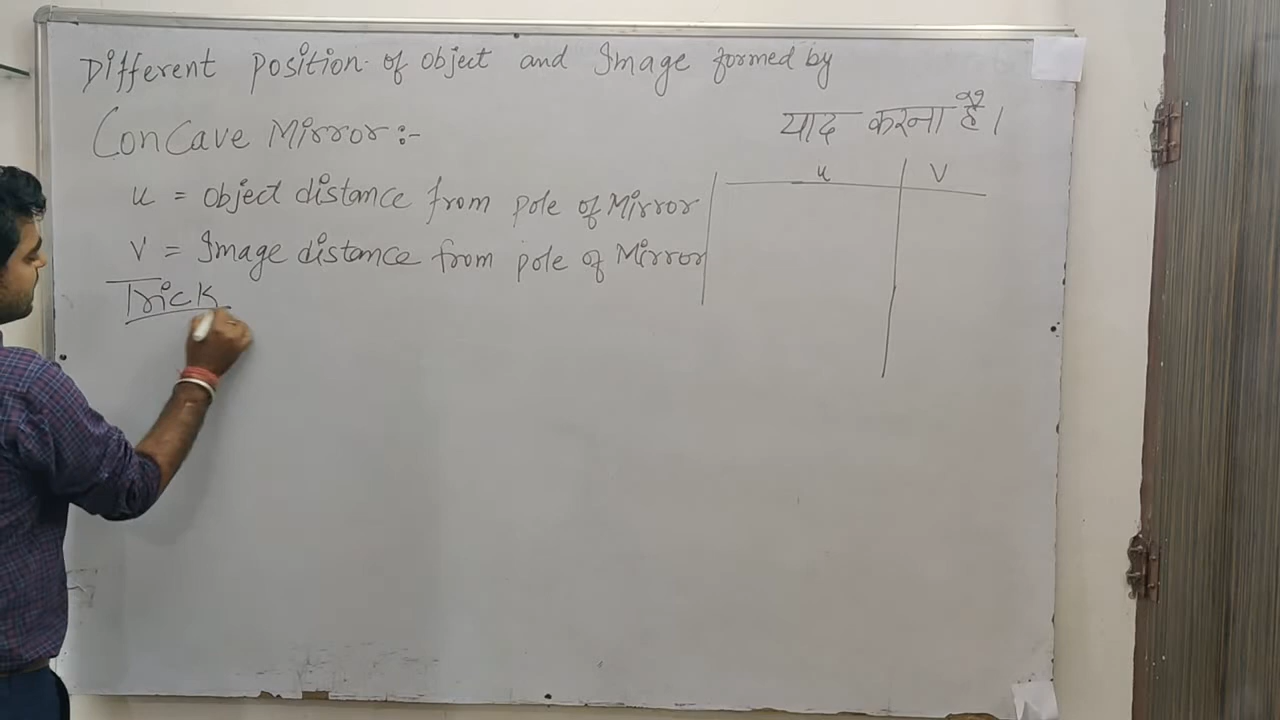 Different position of object and Image formed by
Concave Mirror:-
याद करना है।
u = object distance from pole of Mirror
v = Image distance from pole of Mirror
u v
Trick